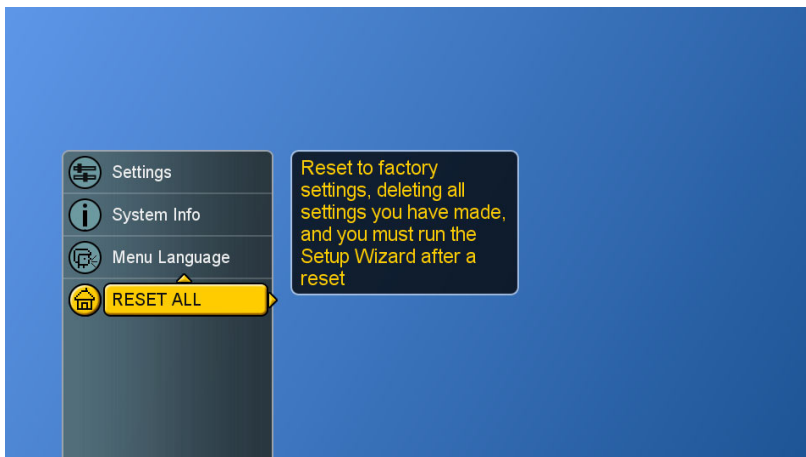 Settings
System Info
Menu Language
RESET ALL
Reset to factory
settings, deleting all
settings you have made,
and you must run the
Setup Wizard after a
reset